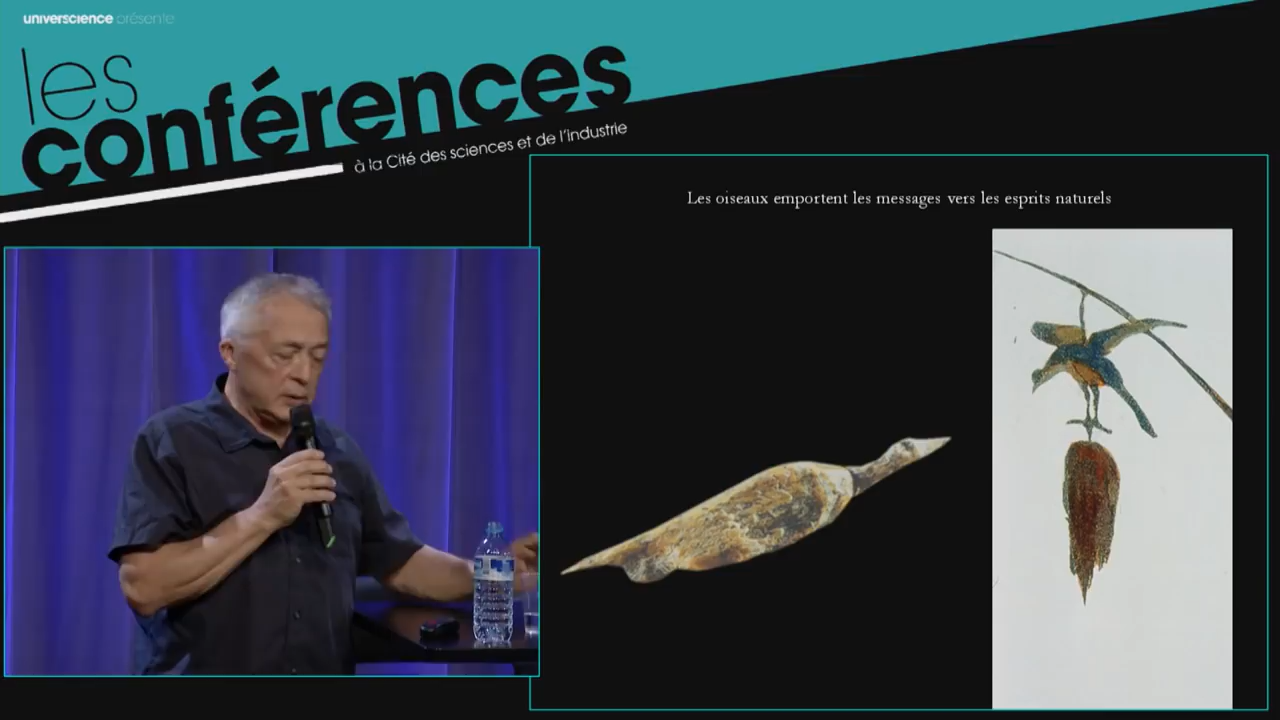 universcience présente
les
conférences
à la Cité des sciences et de l'industrie
Les oiseaux emportent les messages vers les esprits naturels